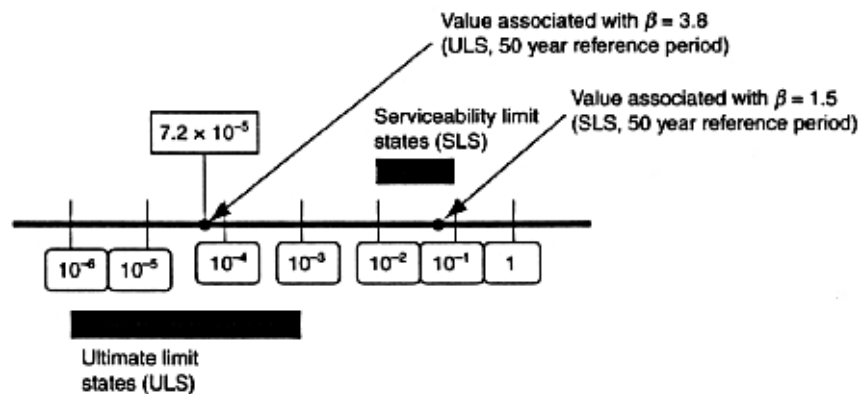 Value associated with β = 3.8
(ULS, 50 year reference period)
Value associated with β = 1.5
(SLS, 50 year reference period)
Serviceability limit
states (SLS)
7.2 × 10⁻⁵
10⁻⁶ 10⁻⁵ 10⁻⁴ 10⁻³ 10⁻² 10⁻¹ 1
Ultimate limit
states (ULS)